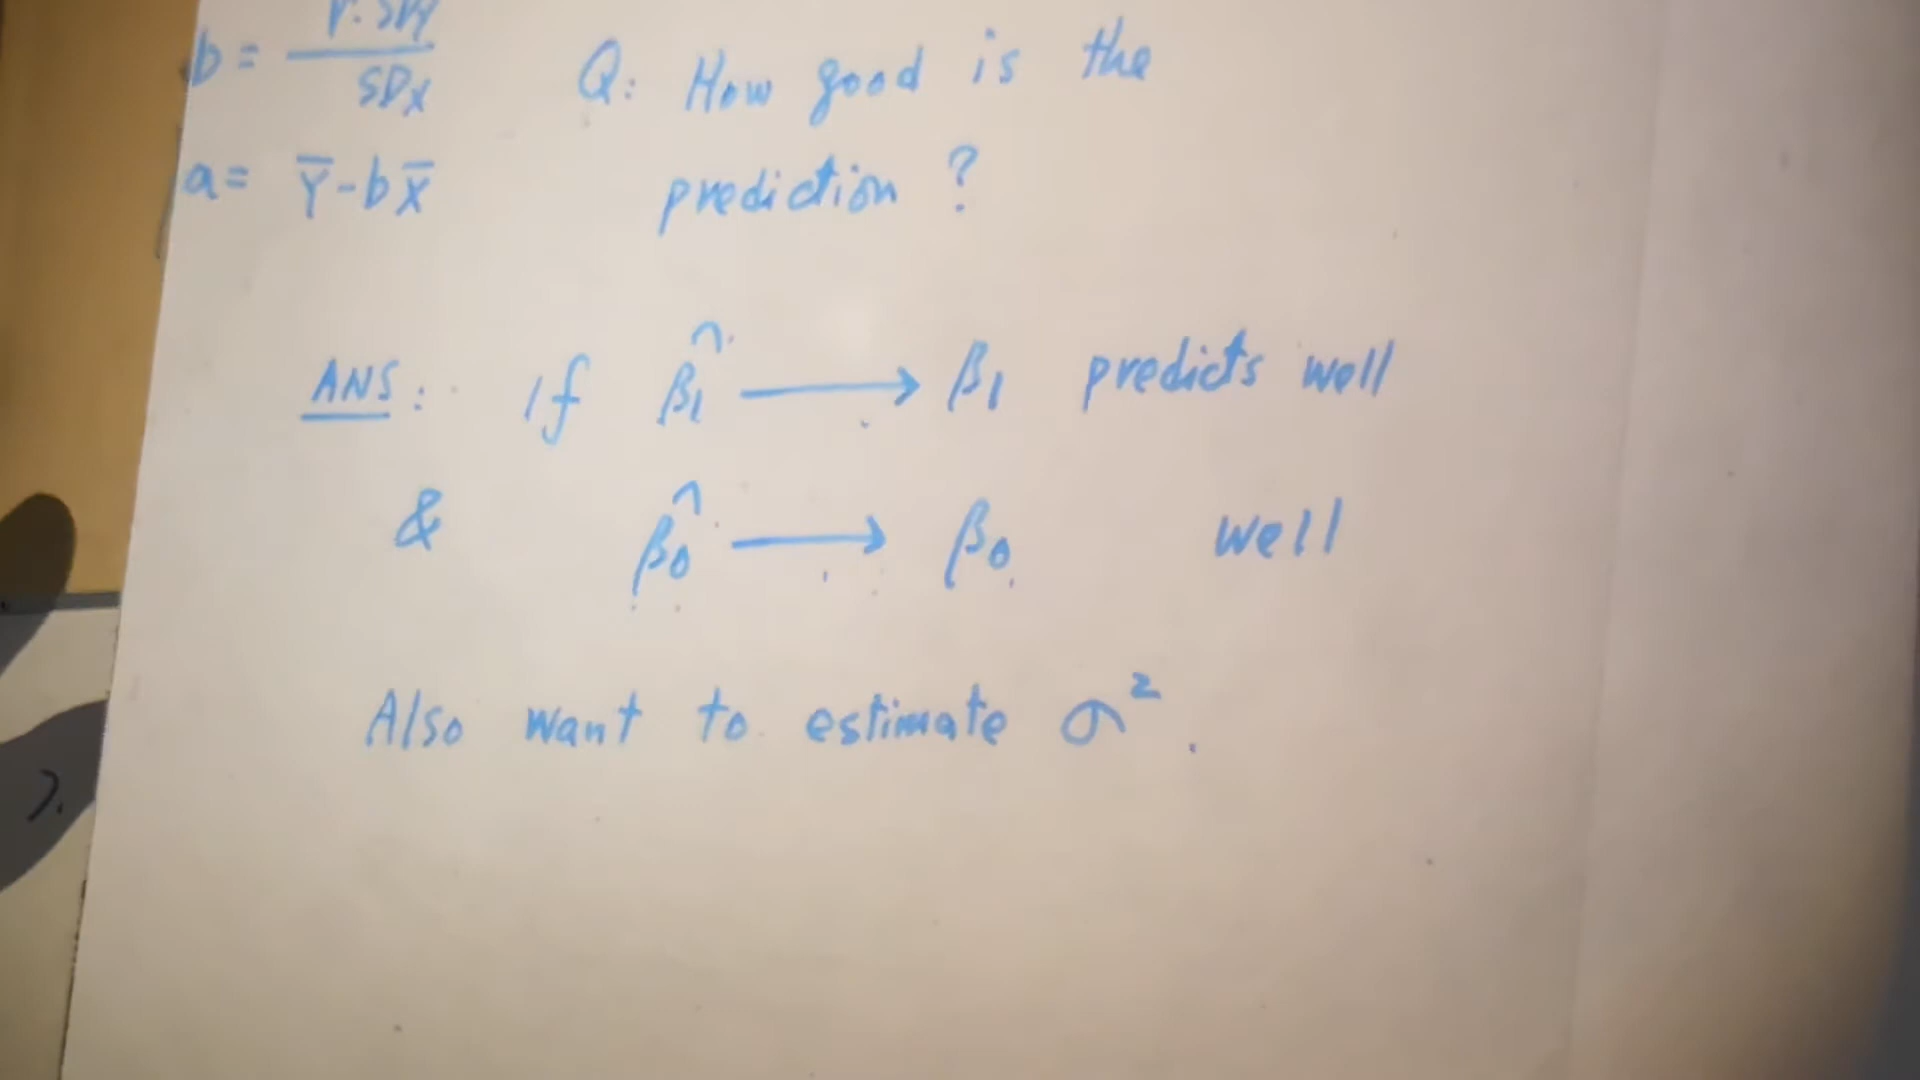 b = r. SDy / SDx
Q: How good is the
a = Y̅ - b X̅
prediction ?
ANS: If β̂1 → β1 predicts well
& β̂0 → β0 well
Also want to estimate σ².